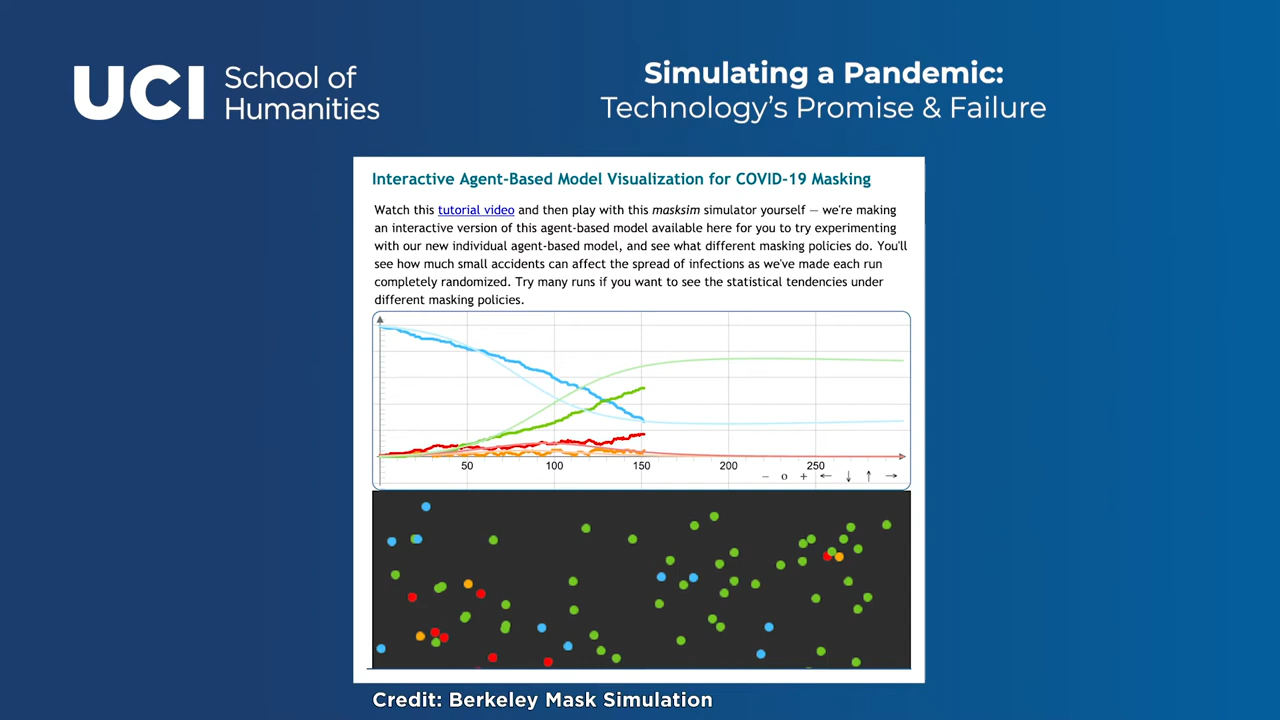 UCI School of Humanities
Simulating a Pandemic:
Technology's Promise & Failure
Interactive Agent-Based Model Visualization for COVID-19 Masking
Watch this tutorial video and then play with this masksim simulator yourself — we're making
an interactive version of this agent-based model available here for you to try experimenting
with our new individual agent-based model, and see what different masking policies do. You'll
see how much small accidents can affect the spread of infections as we've made each run
completely randomized. Try many runs if you want to see the statistical tendencies under
different masking policies.
50 100 150 200 250
− o + ← ↓ ↑ →
Credit: Berkeley Mask Simulation